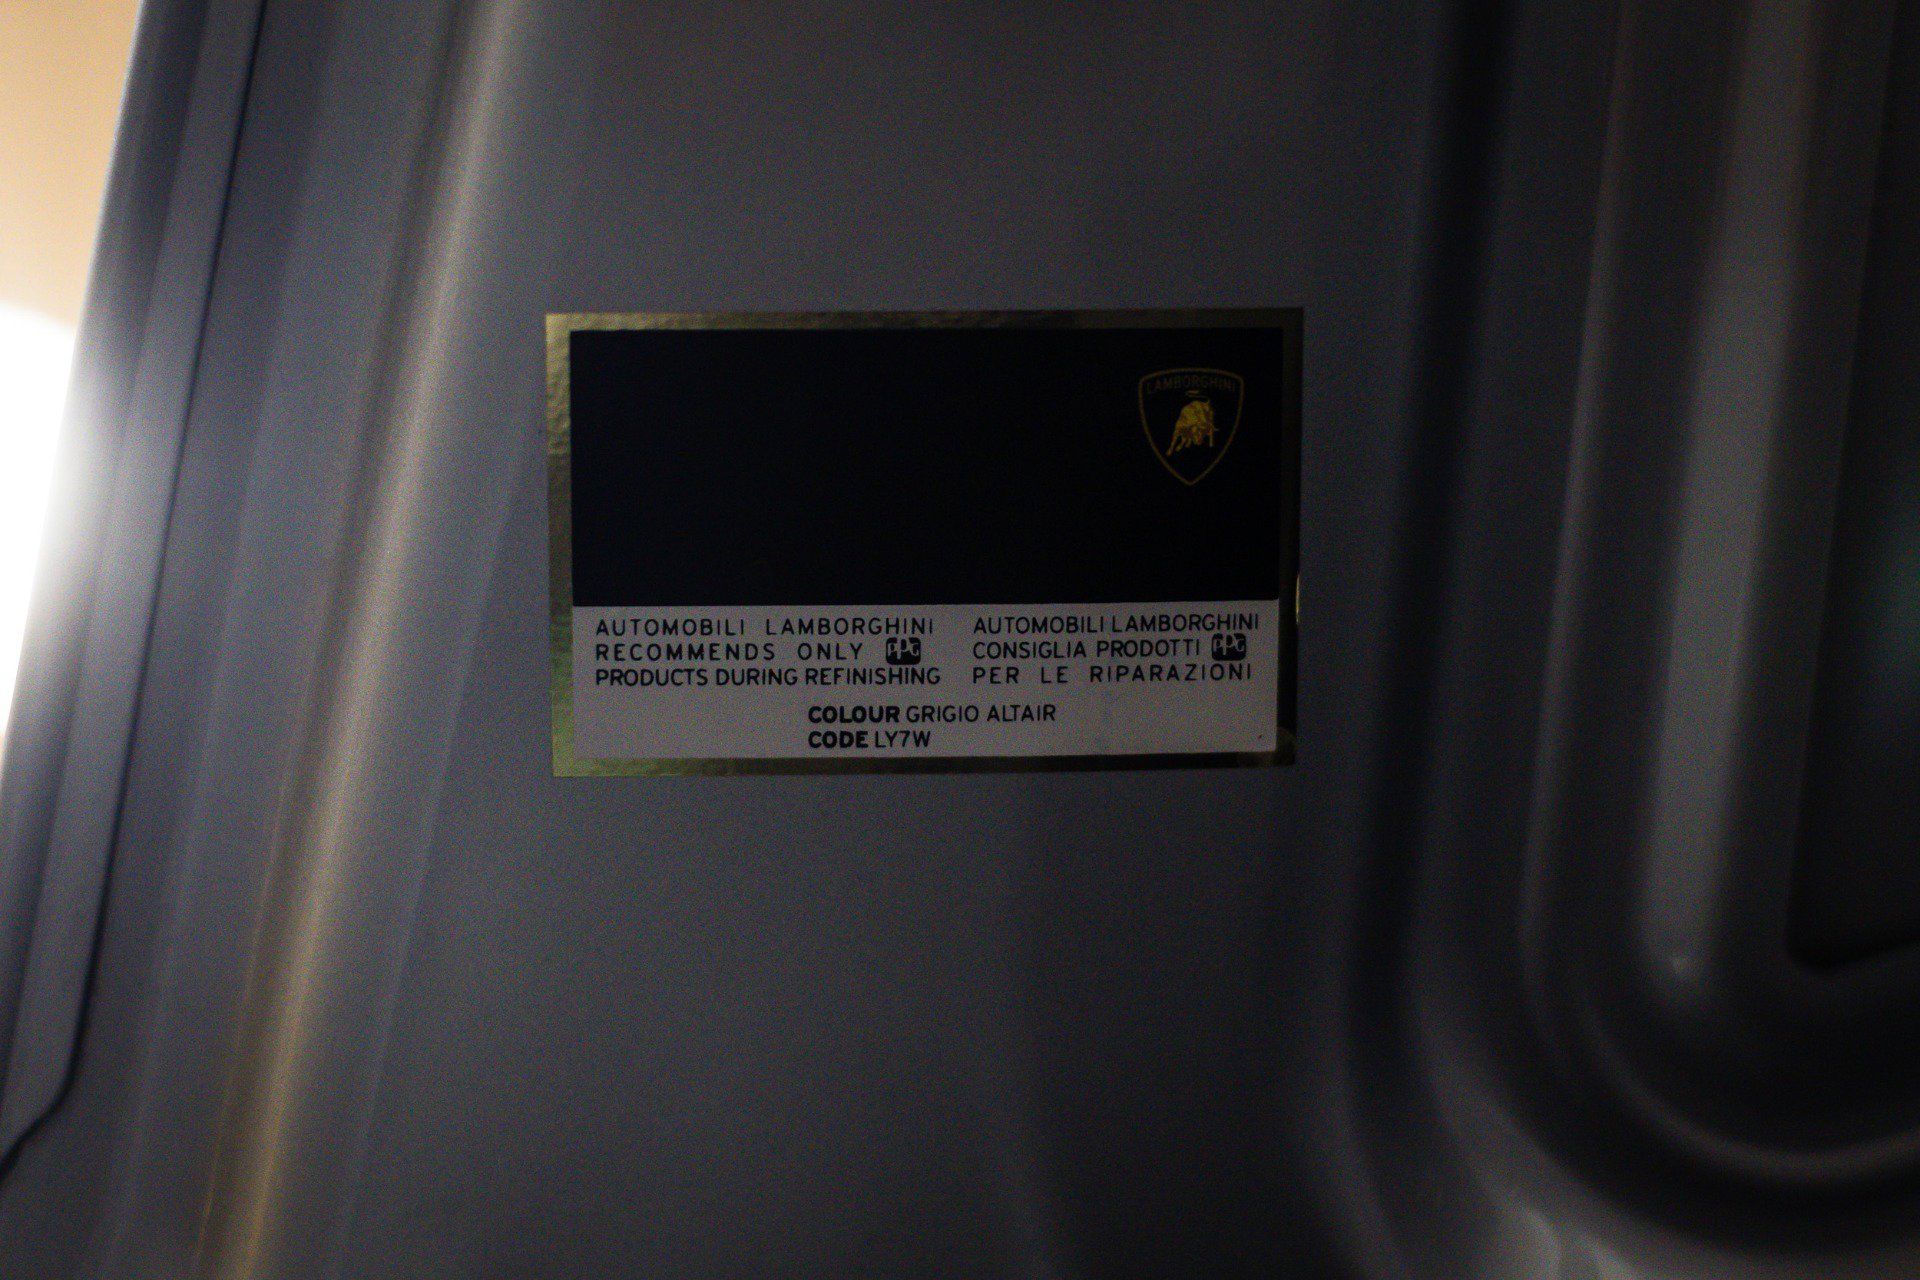 LAMBORGHINI
AUTOMOBILI LAMBORGHINI
RECOMMENDS ONLY PPG
PRODUCTS DURING REFINISHING
AUTOMOBILI LAMBORGHINI
CONSIGLIA PRODOTTI PPG
PER LE RIPARAZIONI
COLOUR GRIGIO ALTAIR
CODE LY7W